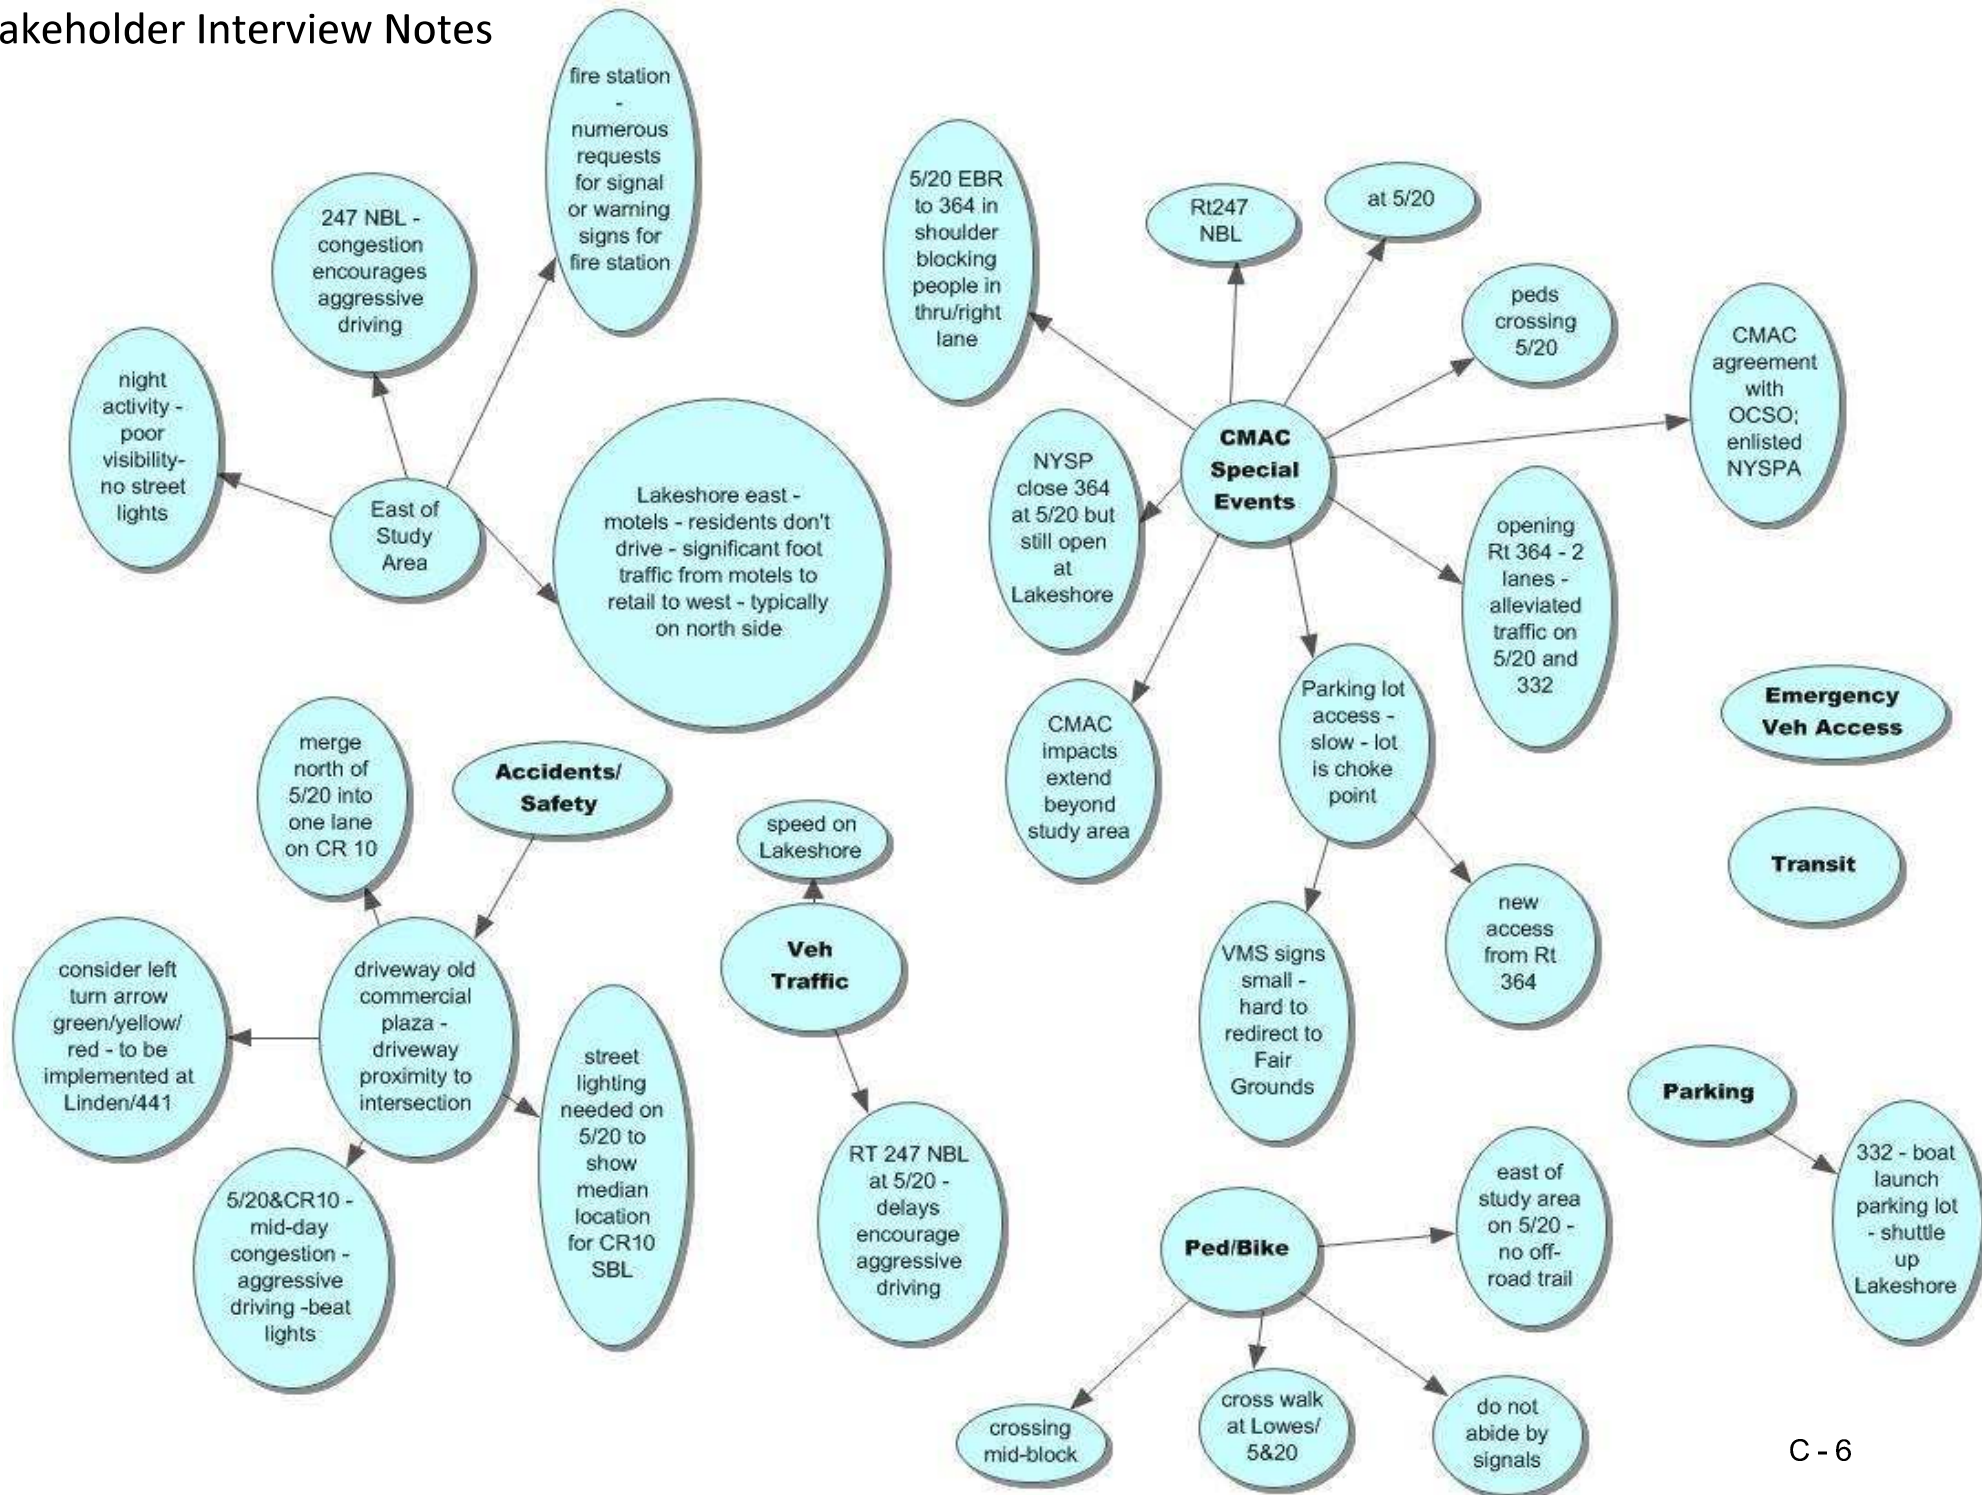 akeholder Interview Notes
fire station
-
numerous
requests
for signal
or warning
signs for
fire station
247 NBL -
congestion
encourages
aggressive
driving
night
activity -
poor
visibility-
no street
lights
East of
Study
Area
Lakeshore east -
motels - residents don't
drive - significant foot
traffic from motels to
retail to west - typically
on north side
5/20 EBR
to 364 in
shoulder
blocking
people in
thru/right
lane
Rt247
NBL
at 5/20
peds
crossing
5/20
CMAC
agreement
with
OCSO;
enlisted
NYSPA
CMAC
Special
Events
NYSP
close 364
at 5/20 but
still open
at
Lakeshore
opening
Rt 364 - 2
lanes -
alleviated
traffic on
5/20 and
332
CMAC
impacts
extend
beyond
study area
Parking lot
access -
slow - lot
is choke
point
VMS signs
small -
hard to
redirect to
Fair
Grounds
new
access
from Rt
364
Emergency
Veh Access
Transit
merge
north of
5/20 into
one lane
on CR 10
Accidents/
Safety
consider left
turn arrow
green/yellow/
red - to be
implemented at
Linden/441
driveway old
commercial
plaza -
driveway
proximity to
intersection
street
lighting
needed on
5/20 to
show
median
location
for CR10
SBL
5/20&CR10 -
mid-day
congestion -
aggressive
driving -beat
lights
speed on
Lakeshore
Veh
Traffic
RT 247 NBL
at 5/20 -
delays
encourage
aggressive
driving
Parking
332 - boat
launch
parking lot
- shuttle
up
Lakeshore
Ped/Bike
east of
study area
on 5/20 -
no off-
road trail
crossing
mid-block
cross walk
at Lowes/
5&20
do not
abide by
signals
C - 6